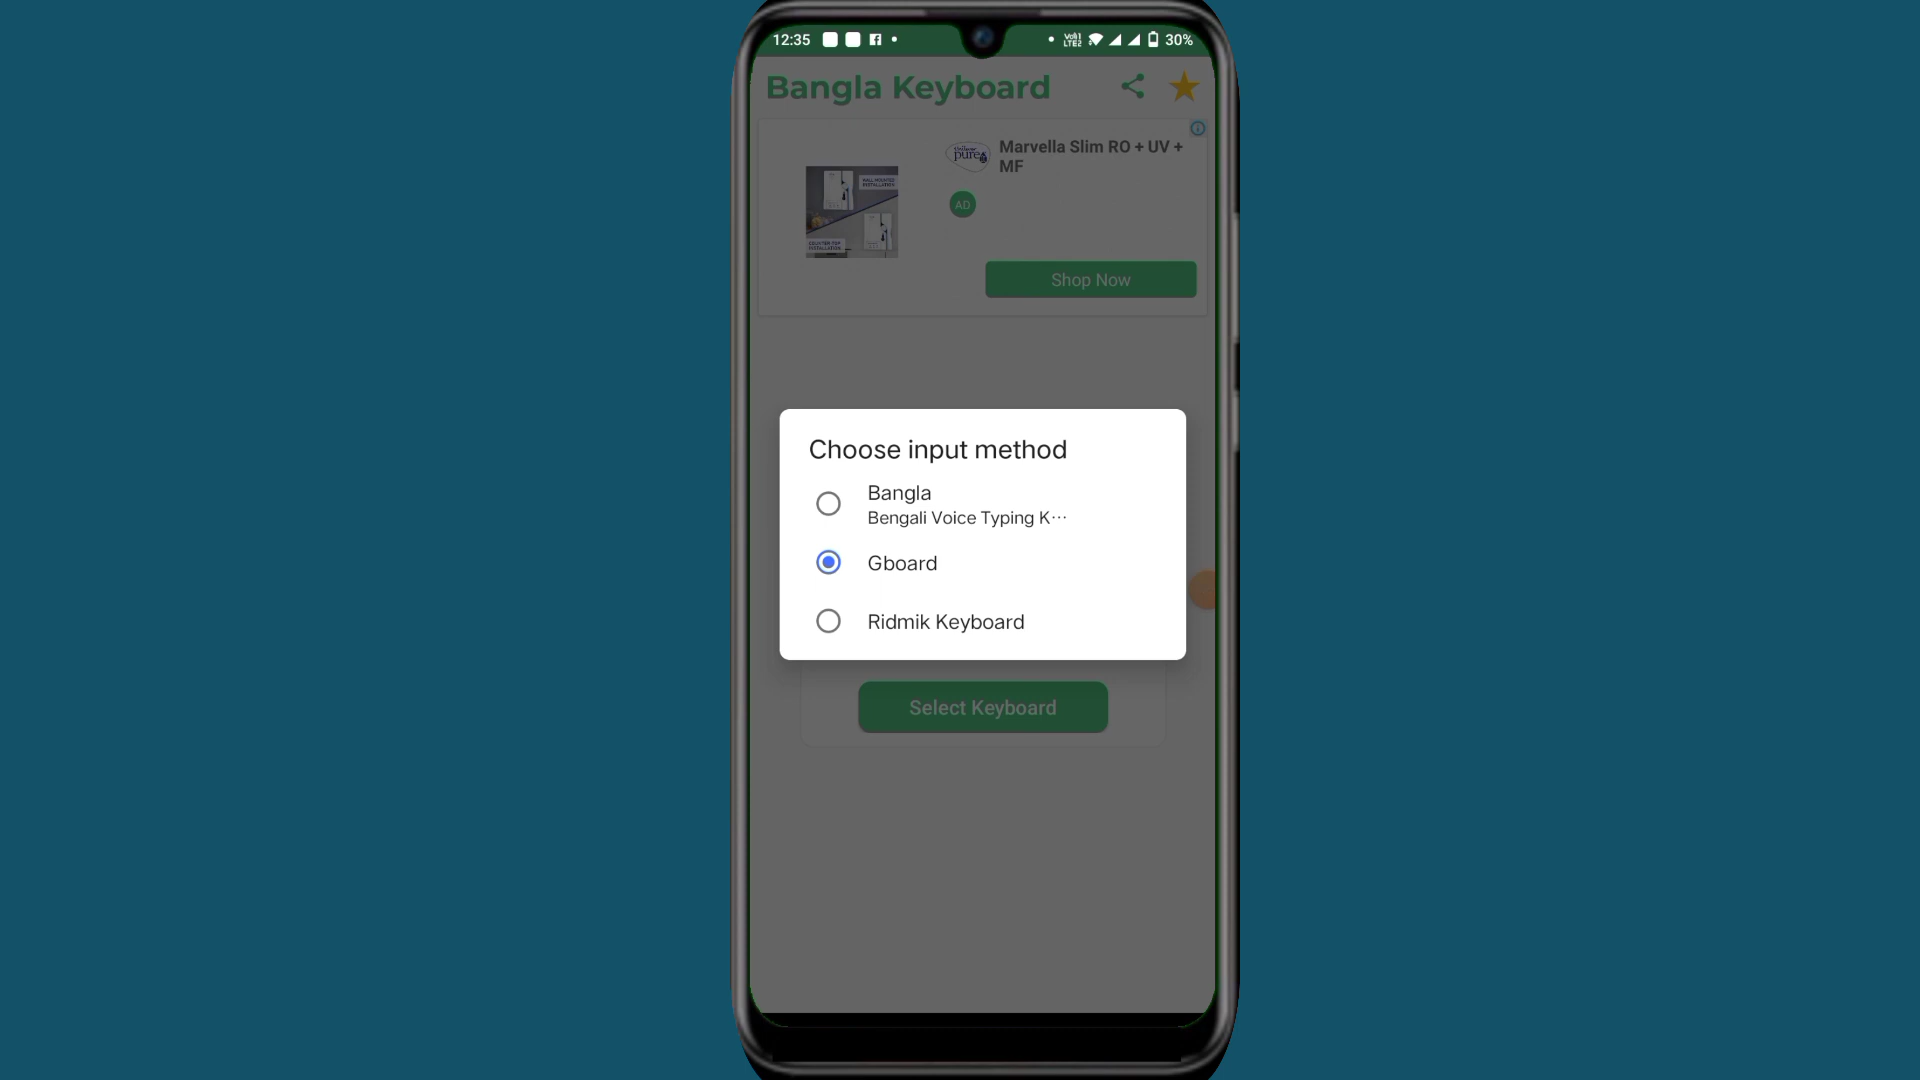 12:35
30%
Bangla Keyboard
pure
Marvella Slim RO + UV +
MF
AD
Shop Now
Choose input method
Bangla
Bengali Voice Typing K···
Gboard
Ridmik Keyboard
Select Keyboard